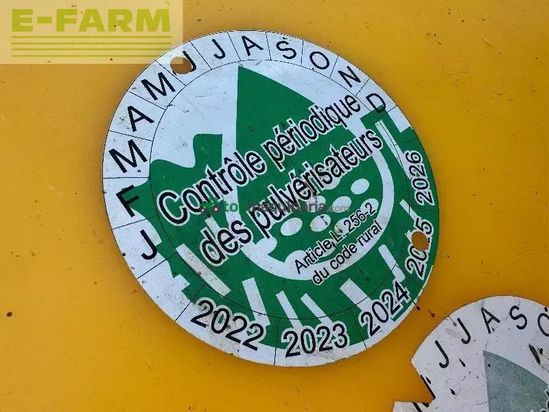 E-FARM
J F M A M J J A S O N D
Contrôle périodique
des pulvérisateurs
Article L. 256-2
du code rural
2022 2023 2024 2025 2026
J J A S O N